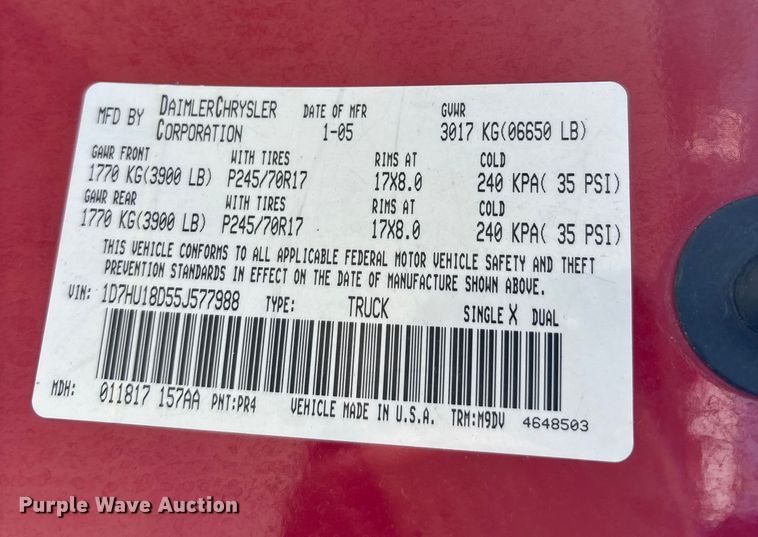 MFD BY DAIMLERCHRYSLER CORPORATION DATE OF MFR 1-05 GVWR 3017 KG(06650 LB)
GAWR FRONT WITH TIRES RIMS AT COLD
1770 KG(3900 LB) P245/70R17 17X8.0 240 KPA( 35 PSI)
GAWR REAR WITH TIRES RIMS AT COLD
1770 KG(3900 LB) P245/70R17 17X8.0 240 KPA( 35 PSI)
THIS VEHICLE CONFORMS TO ALL APPLICABLE FEDERAL MOTOR VEHICLE SAFETY AND THEFT
PREVENTION STANDARDS IN EFFECT ON THE DATE OF MANUFACTURE SHOWN ABOVE.
VIN: 1D7HU18D55J577988 TYPE: TRUCK SINGLE X DUAL
MDH: 011817 157AA PNT:PR4 VEHICLE MADE IN U.S.A. TRM:M9DV 4648503
Purple Wave Auction